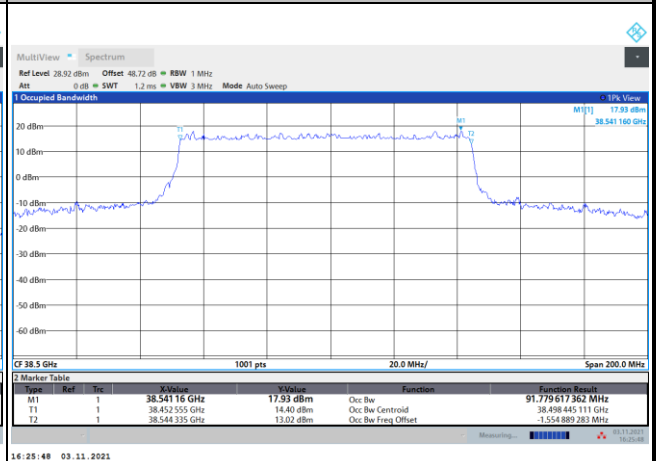 MultiView Spectrum
Ref Level 28.92 dBm Offset 48.72 dB RBW 1 MHz
Att 0 dB SWT 1.2 ms VBW 3 MHz Mode Auto Sweep
1 Occupied Bandwidth 1Pk View
M1[1] 17.93 dBm
38.541 160 GHz
M1
T1
T2
20 dBm
10 dBm
0 dBm
-10 dBm
-20 dBm
-30 dBm
-40 dBm
-50 dBm
-60 dBm
CF 38.5 GHz 1001 pts 20.0 MHz/ Span 200.0 MHz
2 Marker Table
Type Ref Trc X-Value Y-Value Function Function Result
M1 1 38.541 16 GHz 17.93 dBm Occ Bw 91.779 617 362 MHz
T1 1 38.452 555 GHz 14.40 dBm Occ Bw Centroid 38.498 445 111 GHz
T2 1 38.544 335 GHz 13.02 dBm Occ Bw Freq Offset -1.554 889 283 MHz
Measuring... 03.11.2021
16:25:48
16:25:48 03.11.2021